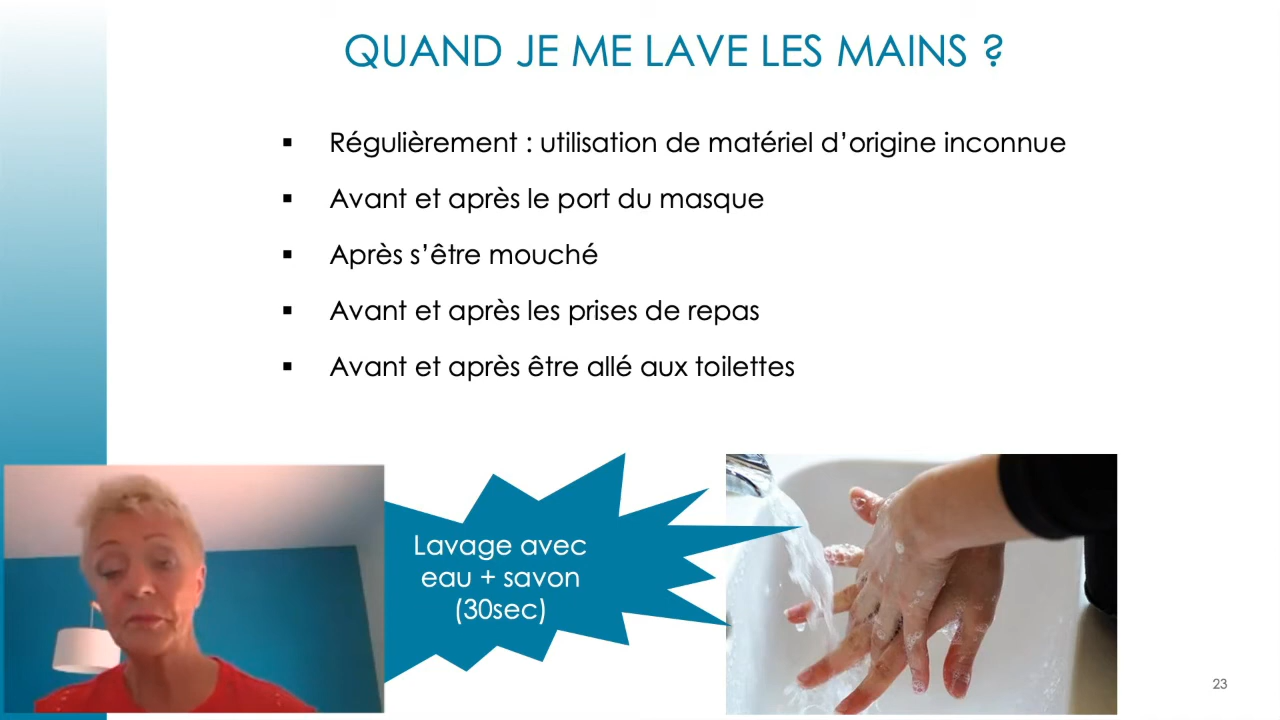 QUAND JE ME LAVE LES MAINS ?
▪ Régulièrement : utilisation de matériel d’origine inconnue
▪ Avant et après le port du masque
▪ Après s’être mouché
▪ Avant et après les prises de repas
▪ Avant et après être allé aux toilettes
Lavage avec
eau + savon
(30sec)
23